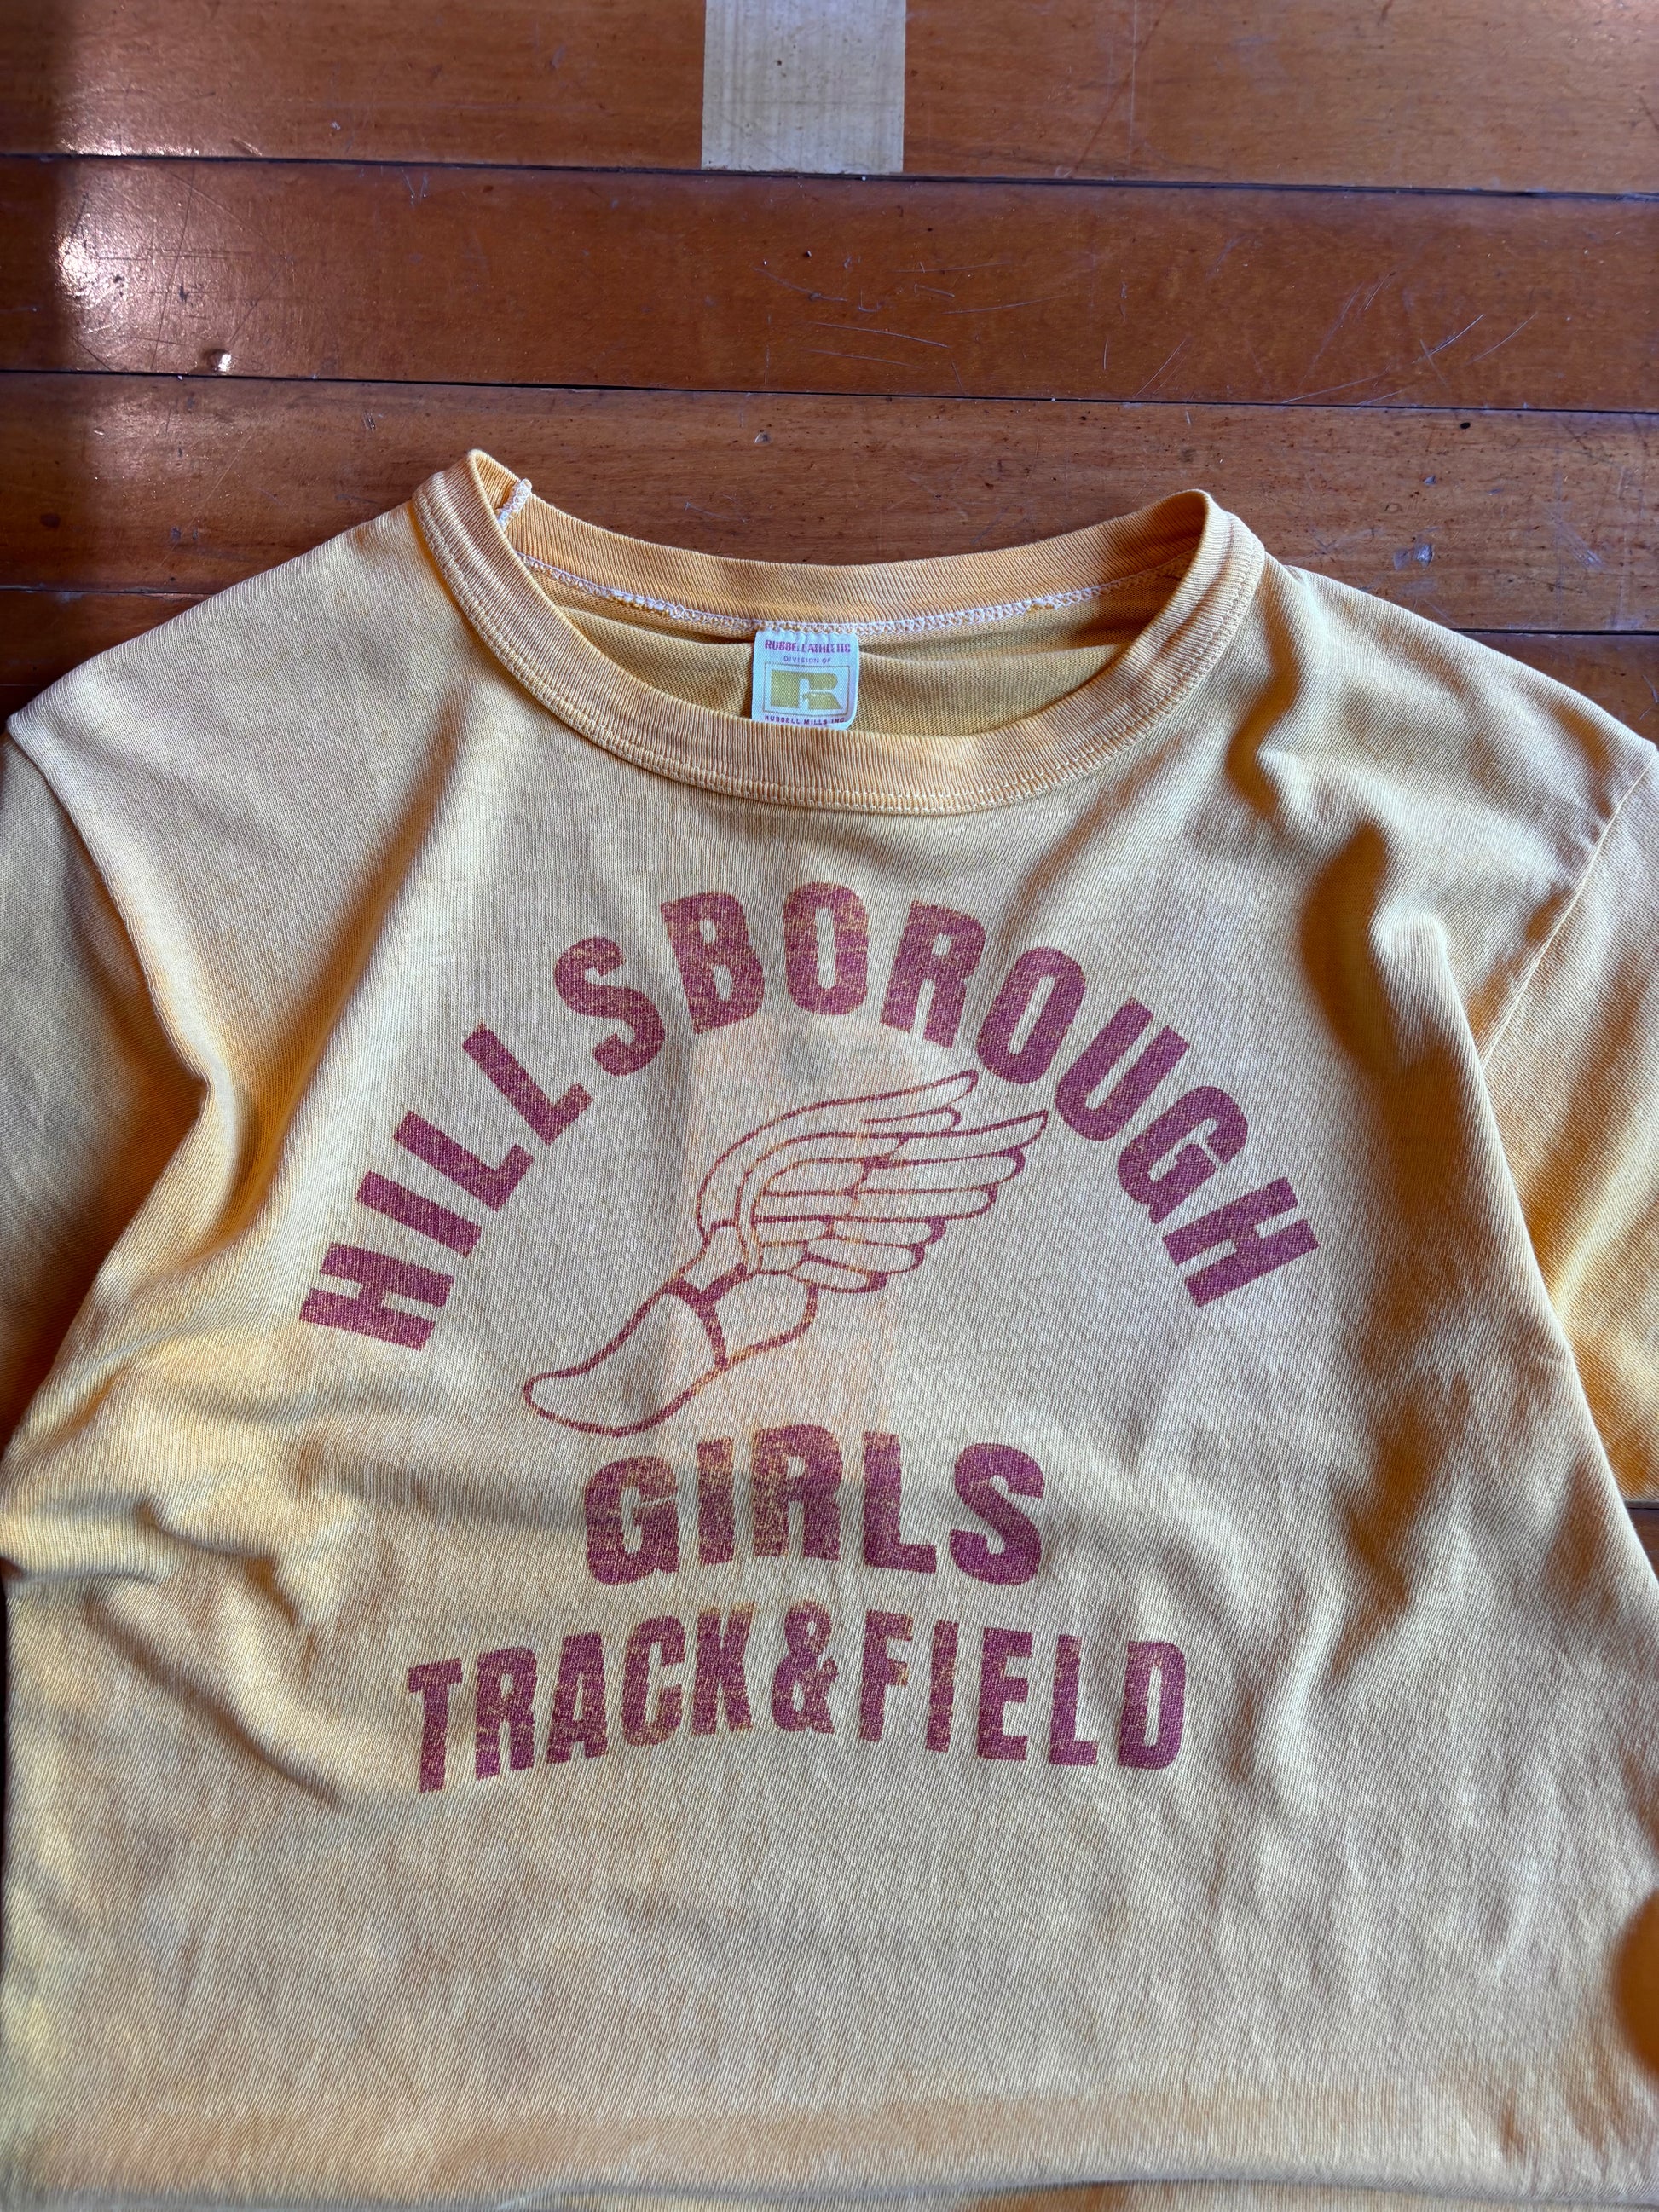 RUSSELL ATHLETIC
DIVISION OF
R
RUSSELL MILLS INC.
HILLSBOROUGH
GIRLS
TRACK & FIELD